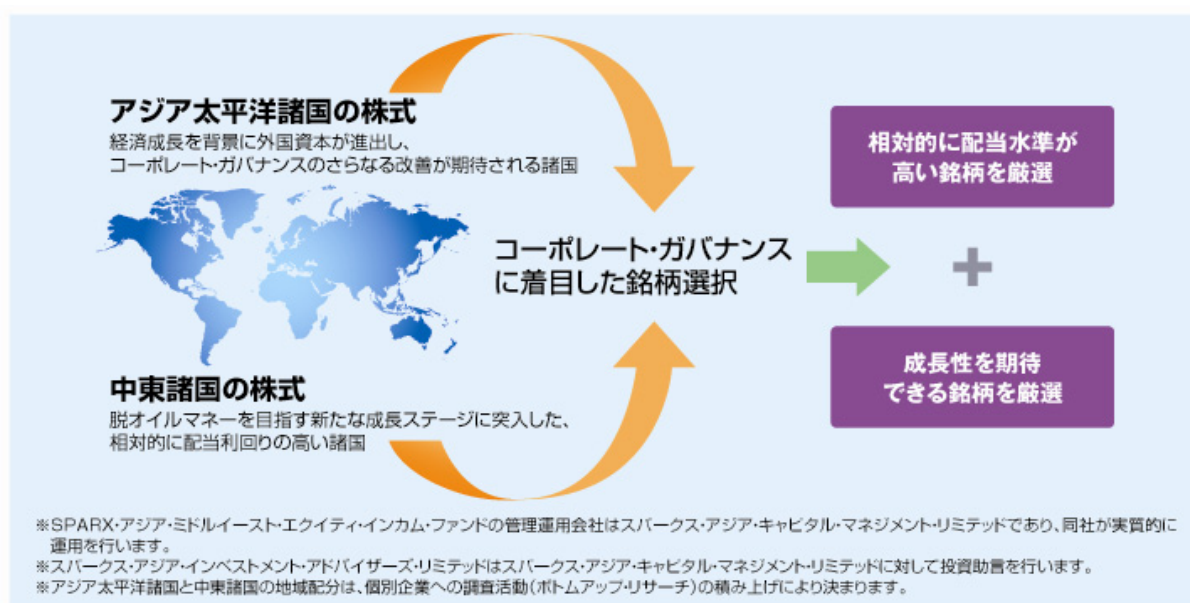 アジア太平洋諸国の株式
経済成長を背景に外国資本が進出し、
コーポレート・ガバナンスのさらなる改善が期待される諸国
コーポレート・ガバナンス
に着目した銘柄選択
中東諸国の株式
脱オイルマネーを目指す新たな成長ステージに突入した、
相対的に配当利回りの高い諸国
相対的に配当水準が
高い銘柄を厳選
+
成長性を期待
できる銘柄を厳選
※SPARX・アジア・ミドルイースト・エクイティ・インカム・ファンドの管理運用会社はスパークス・アジア・キャピタル・マネジメント・リミテッドであり、同社が実質的に
運用を行います。
※スパークス・アジア・インベストメント・アドバイザーズ・リミテッドはスパークス・アジア・キャピタル・マネジメント・リミテッドに対して投資助言を行います。
※アジア太平洋諸国と中東諸国の地域配分は、個別企業への調査活動(ボトムアップ・リサーチ)の積み上げにより決まります。